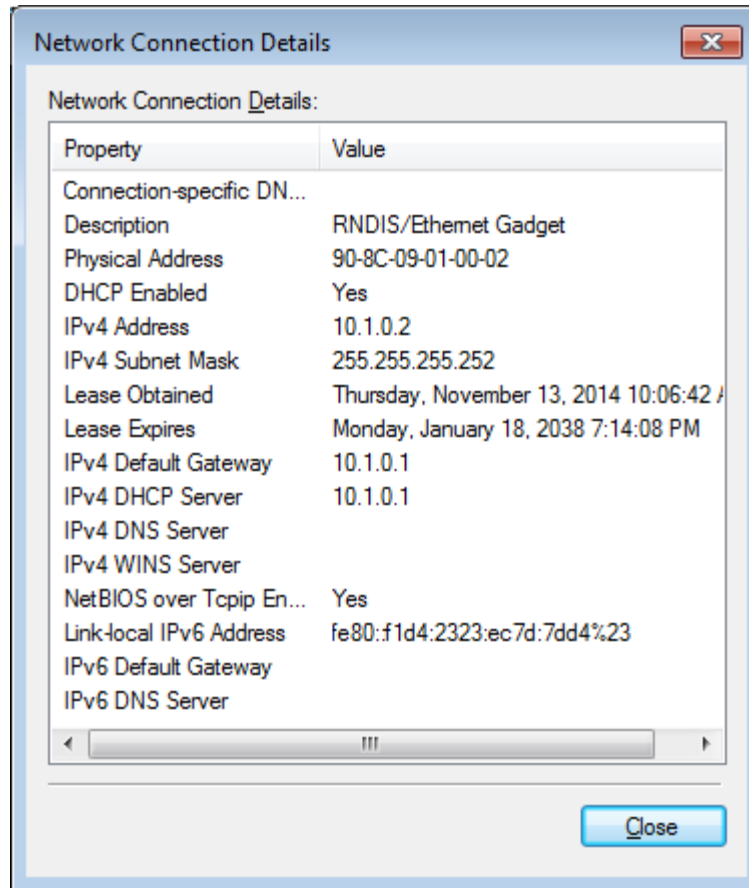 Network Connection Details
Network Connection Details:
Property Value
Connection-specific DN...
Description RNDIS/Ethernet Gadget
Physical Address 90-8C-09-01-00-02
DHCP Enabled Yes
IPv4 Address 10.1.0.2
IPv4 Subnet Mask 255.255.255.252
Lease Obtained Thursday, November 13, 2014 10:06:42 A
Lease Expires Monday, January 18, 2038 7:14:08 PM
IPv4 Default Gateway 10.1.0.1
IPv4 DHCP Server 10.1.0.1
IPv4 DNS Server
IPv4 WINS Server
NetBIOS over Tcpip En... Yes
Link-local IPv6 Address fe80::f1d4:2323:ec7d:7dd4%23
IPv6 Default Gateway
IPv6 DNS Server
Close